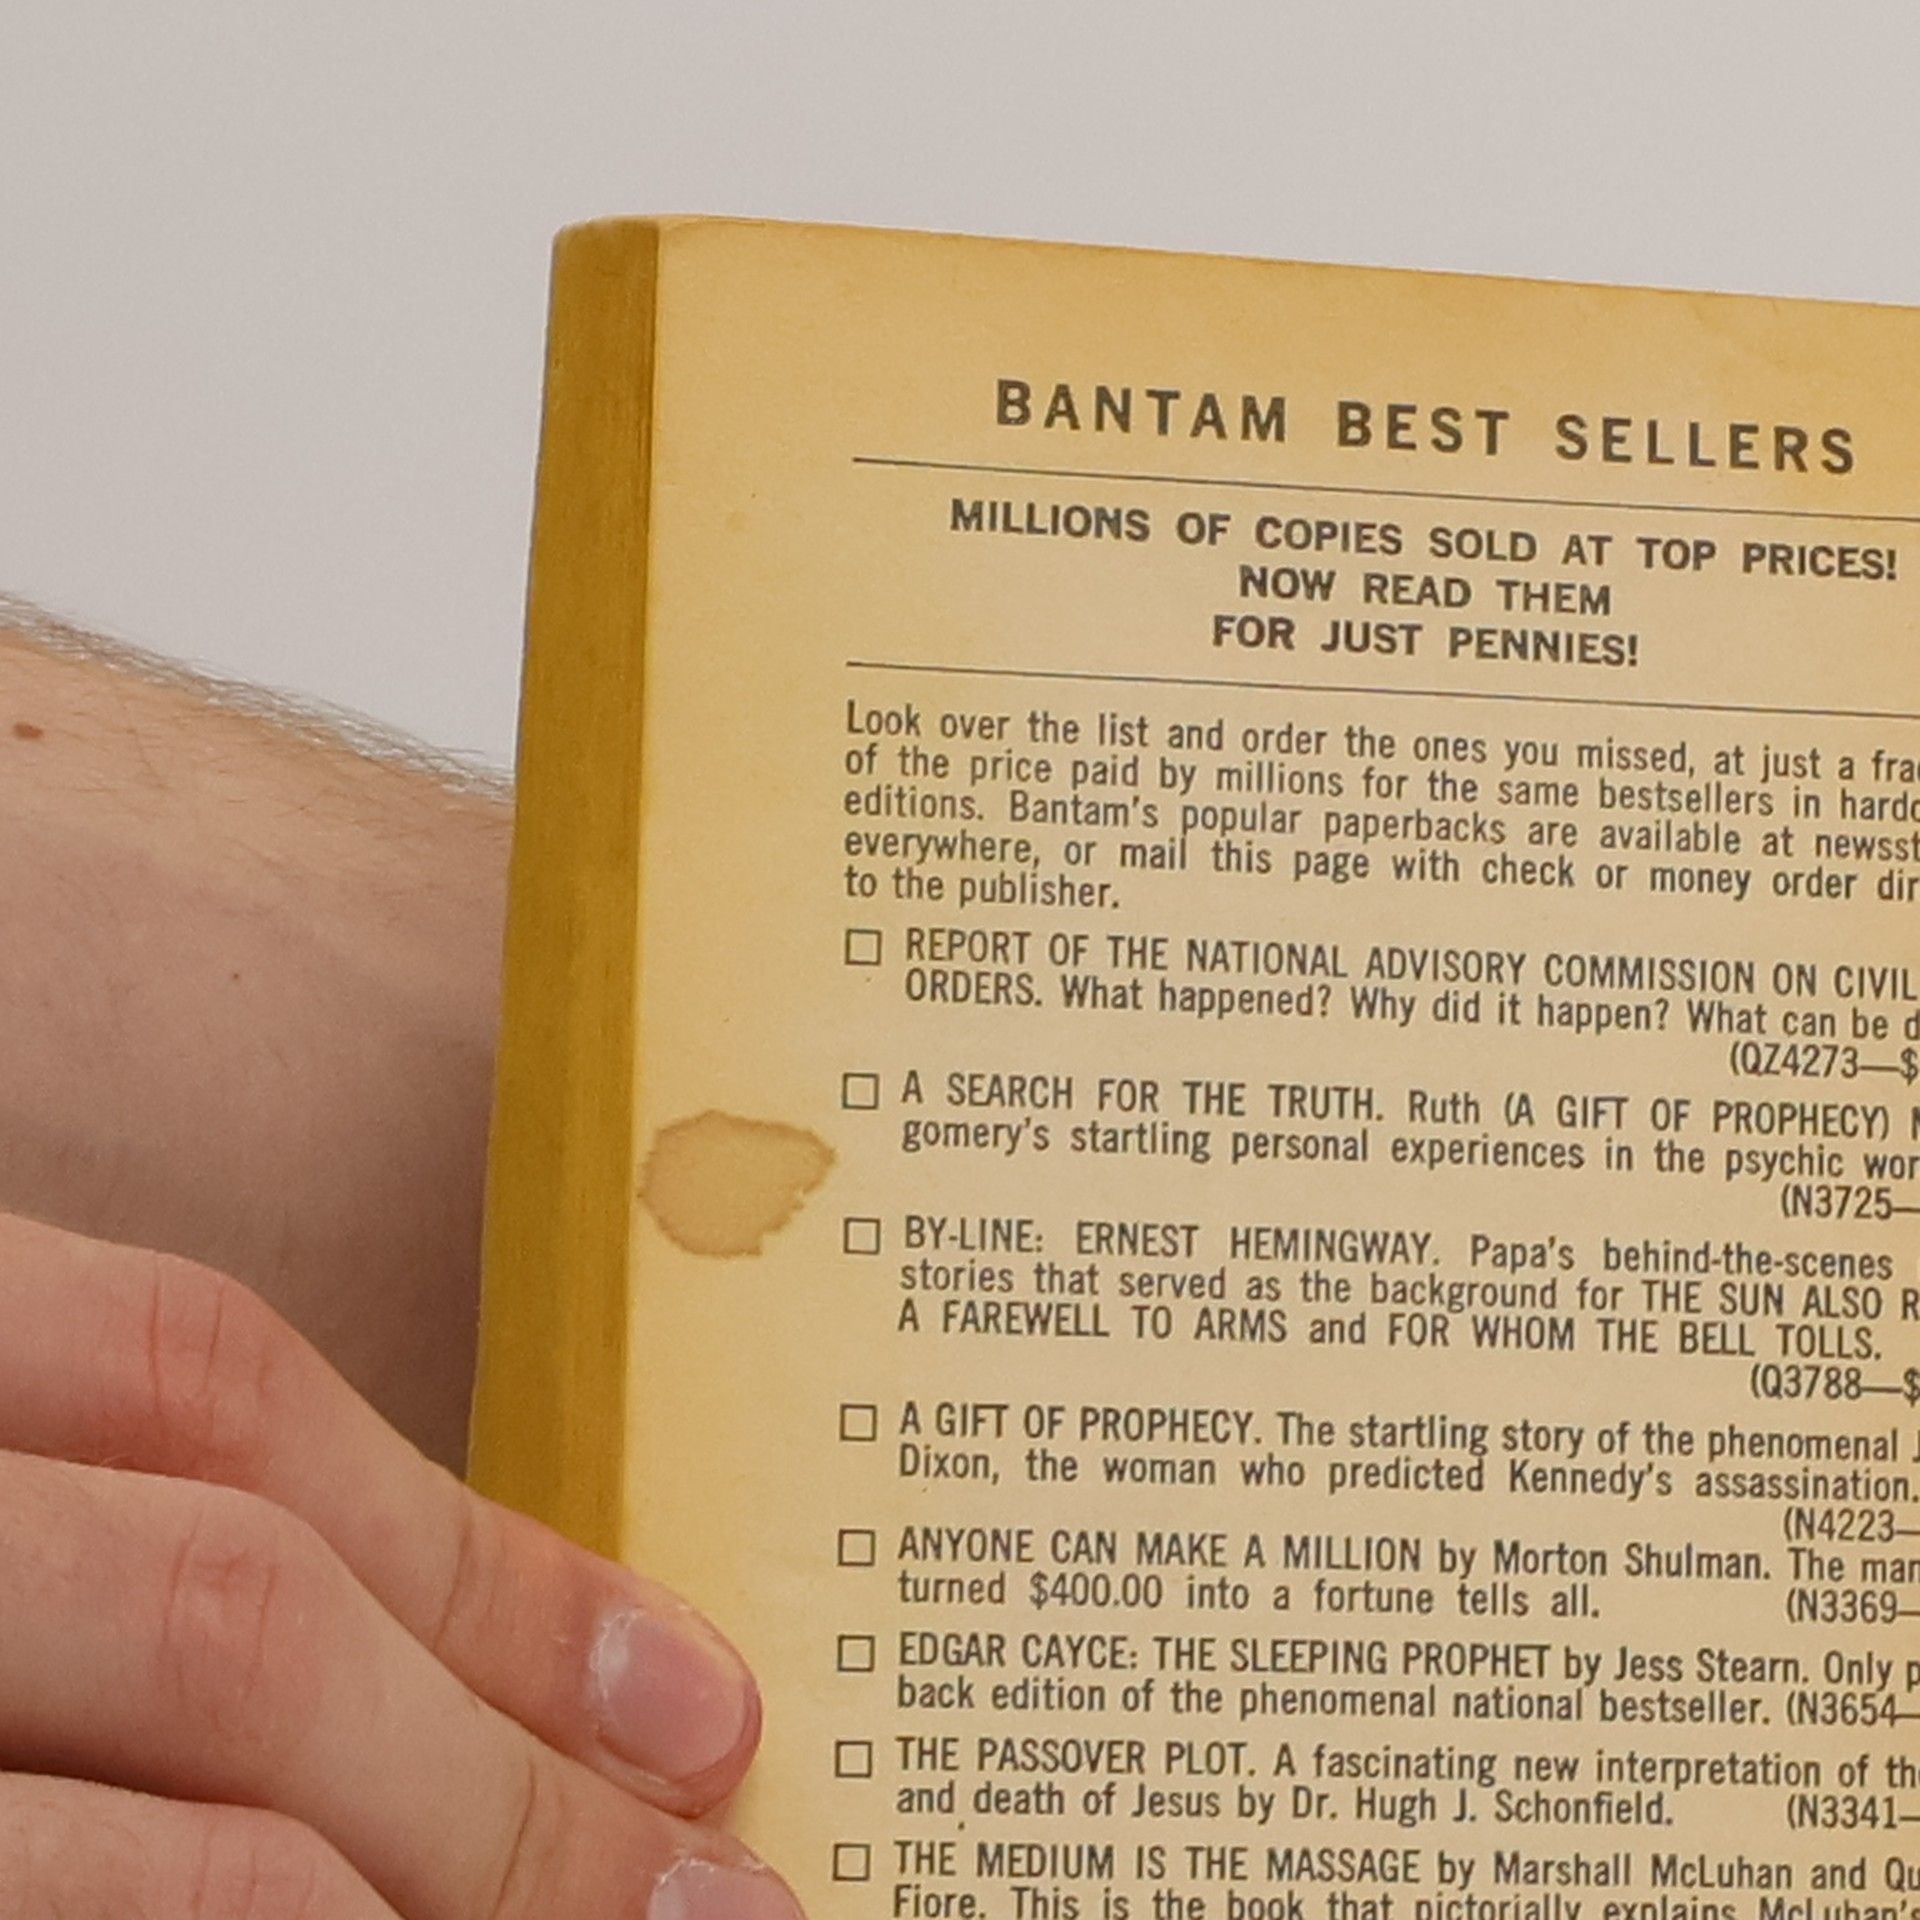 BANTAM BEST SELLERS
MILLIONS OF COPIES SOLD AT TOP PRICES!
NOW READ THEM
FOR JUST PENNIES!
Look over the list and order the ones you missed, at just a
of the price paid by millions for the same bestsellers in
editions. Bantam's popular paperbacks are available at
everywhere, or mail this page with check or money order
to the publisher.
REPORT OF THE NATIONAL ADVISORY COMMISSION ON CIVIL
ORDERS. What happened? Why did it happen? What can be
(QZ4273—$
A SEARCH FOR THE TRUTH. Ruth (A GIFT OF PROPHECY)
gomery's startling personal experiences in the psychic
(N3725—
BY-LINE: ERNEST HEMINGWAY. Papa's behind-the-scenes
stories that served as the background for THE SUN ALSO
A FAREWELL TO ARMS and FOR WHOM THE BELL TOLLS.
(Q3788—$
A GIFT OF PROPHECY. The startling story of the phenomenal
Dixon, the woman who predicted Kennedy's assassination.
(N4223—
ANYONE CAN MAKE A MILLION by Morton Shulman. The man
turned $400.00 into a fortune tells all. (N3369—
EDGAR CAYCE: THE SLEEPING PROPHET by Jess Stearn. Only
back edition of the phenomenal national bestseller. (N3654—
THE PASSOVER PLOT. A fascinating new interpretation of
and death of Jesus by Dr. Hugh J. Schonfield. (N3341—
THE MEDIUM IS THE MASSAGE by Marshall McLuhan and
Fiore. This is the book that pictorially explains McLuhan's